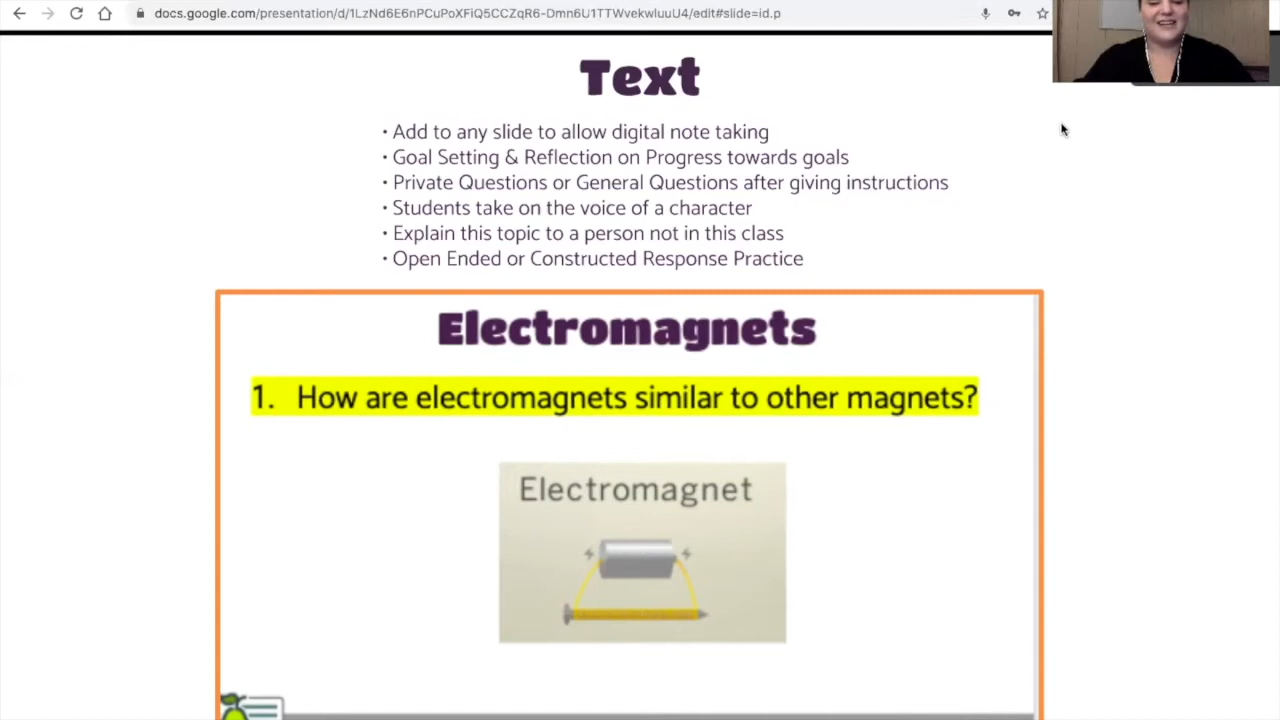 docs.google.com/presentation/d/1LzNd6E6nPCuPoXFiQ5CCZqR6-Dmn6U1TTWvekwluuU4/edit#slide=id.p
Text
• Add to any slide to allow digital note taking
• Goal Setting & Reflection on Progress towards goals
• Private Questions or General Questions after giving instructions
• Students take on the voice of a character
• Explain this topic to a person not in this class
• Open Ended or Constructed Response Practice
Electromagnets
1. How are electromagnets similar to other magnets?
Electromagnet